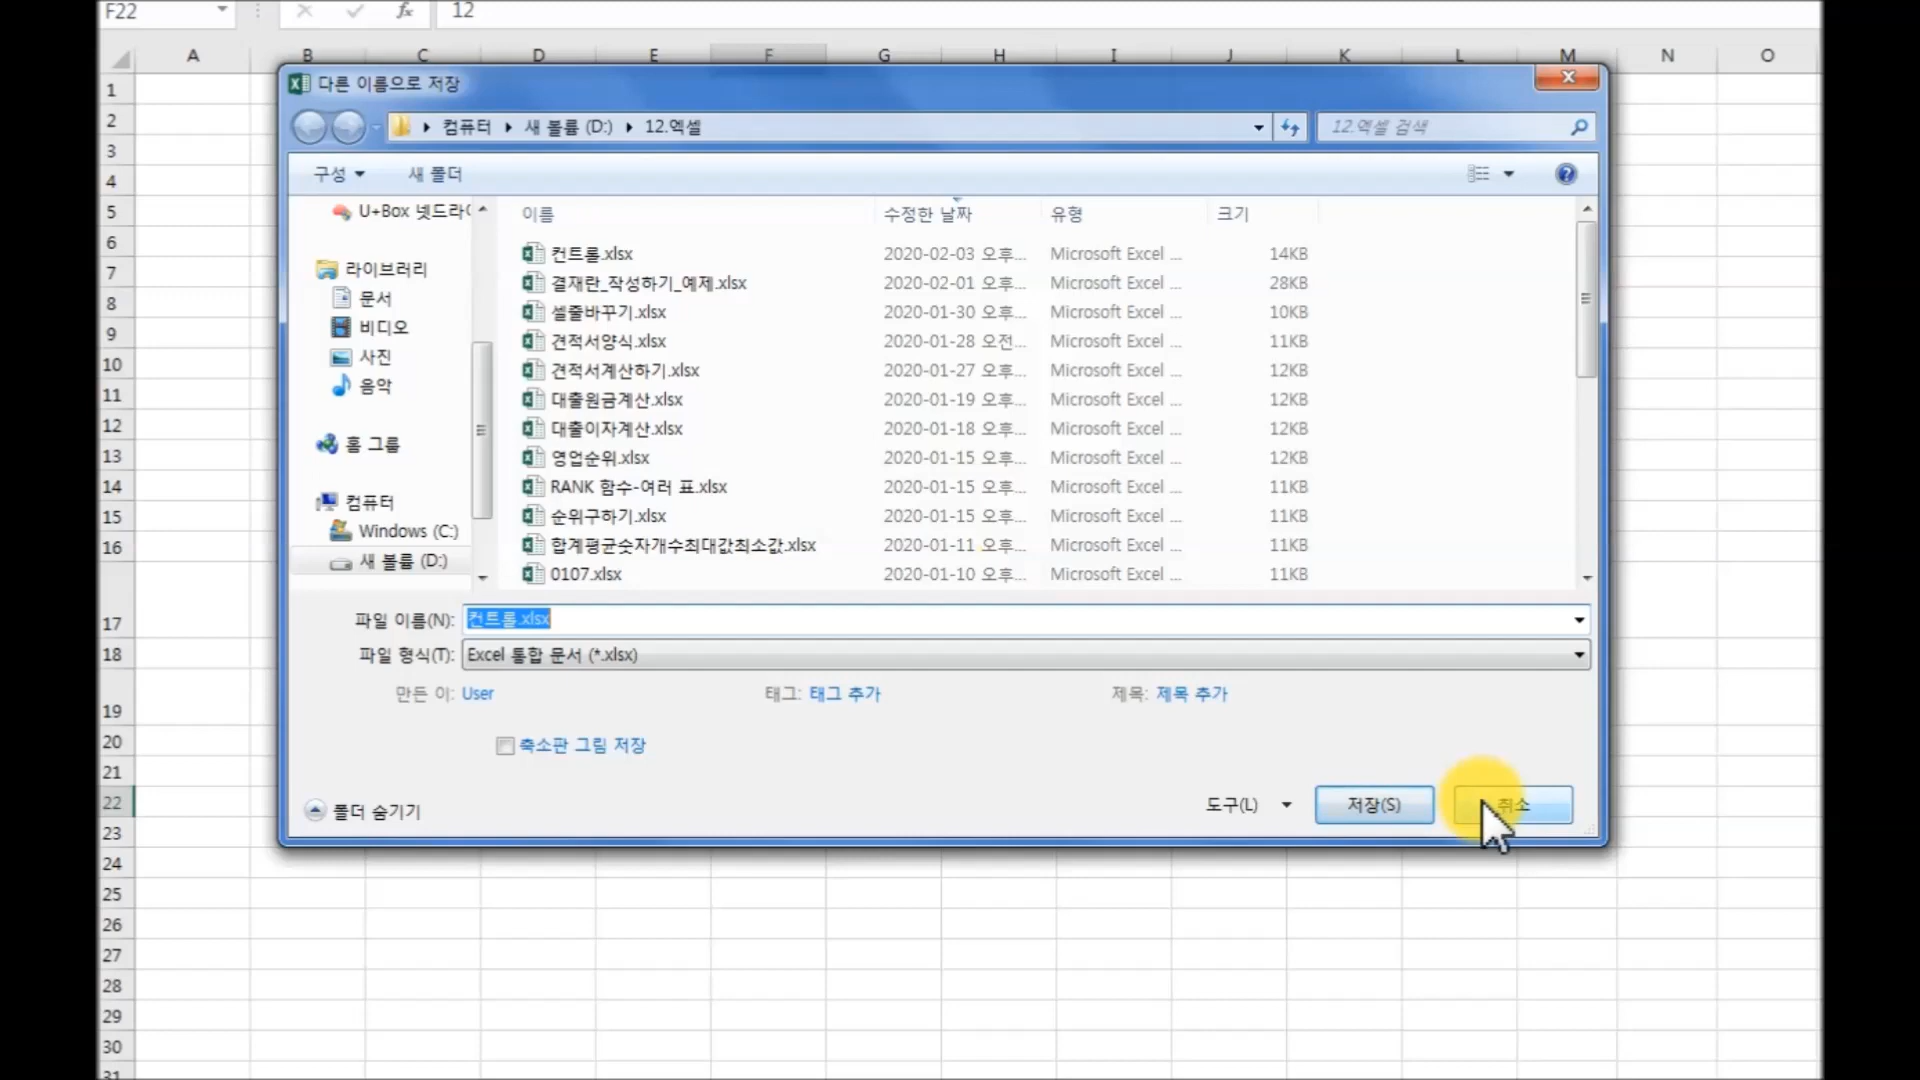 F22 fx 12
A B C D E F G H I J K L M N O
다른 이름으로 저장
컴퓨터 새 볼륨 (D:) 12.엑셀 12.엑셀 검색
구성 새 폴더
이름 수정한 날짜 유형 크기
U+Box 넷드라
라이브러리
문서
비디오
사진
음악
홈 그룹
컴퓨터
Windows (C:)
새 볼륨 (D:)
컨트롤.xlsx 2020-02-03 오후... Microsoft Excel ... 14KB
결재란_작성하기_예제.xlsx 2020-02-01 오후... Microsoft Excel ... 28KB
셀줄바꾸기.xlsx 2020-01-30 오후... Microsoft Excel ... 10KB
견적서양식.xlsx 2020-01-28 오전... Microsoft Excel ... 11KB
견적서계산하기.xlsx 2020-01-27 오후... Microsoft Excel ... 12KB
대출원금계산.xlsx 2020-01-19 오후... Microsoft Excel ... 12KB
대출이자계산.xlsx 2020-01-18 오후... Microsoft Excel ... 12KB
영업순위.xlsx 2020-01-15 오후... Microsoft Excel ... 12KB
RANK 함수-여러 표.xlsx 2020-01-15 오후... Microsoft Excel ... 11KB
순위구하기.xlsx 2020-01-15 오후... Microsoft Excel ... 11KB
합계평균숫자개수최대값최소값.xlsx 2020-01-11 오후... Microsoft Excel ... 11KB
0107.xlsx 2020-01-10 오후... Microsoft Excel ... 11KB
파일 이름(N): 컨트롤.xlsx
파일 형식(T): Excel 통합 문서 (*.xlsx)
만든 이: User 태그: 태그 추가 제목: 제목 추가
축소판 그림 저장
폴더 숨기기 도구(L) 저장(S) 취소
1
2
3
4
5
6
7
8
9
10
11
12
13
14
15
16
17
18
19
20
21
22
23
24
25
26
27
28
29
30
31